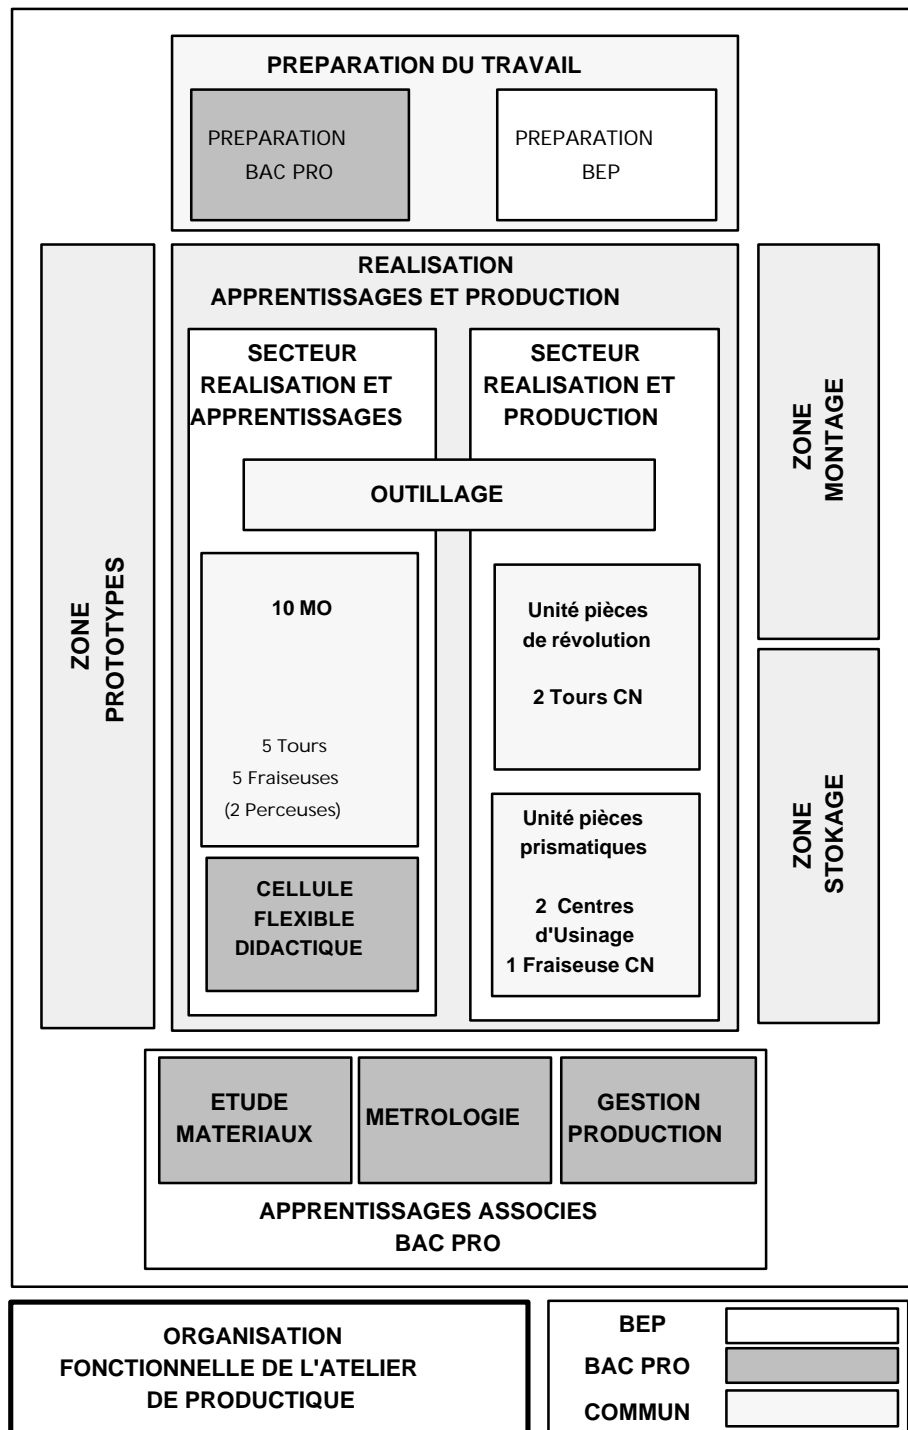 PREPARATION DU TRAVAIL
PREPARATION
BAC PRO
PREPARATION
BEP
REALISATION
APPRENTISSAGES ET PRODUCTION
SECTEUR
REALISATION ET
APPRENTISSAGES
SECTEUR
REALISATION ET
PRODUCTION
OUTILLAGE
10 MO
5 Tours
5 Fraiseuses
(2 Perceuses)
CELLULE
FLEXIBLE
DIDACTIQUE
Unité pièces
de révolution
2 Tours CN
Unité pièces
prismatiques
2 Centres
d'Usinage
1 Fraiseuse CN
ZONE
PROTOTYPES
ZONE
MONTAGE
ZONE
STOKAGE
ETUDE
MATERIAUX
METROLOGIE
GESTION
PRODUCTION
APPRENTISSAGES ASSOCIES
BAC PRO
ORGANISATION
FONCTIONNELLE DE L'ATELIER
DE PRODUCTIQUE
BEP
BAC PRO
COMMUN